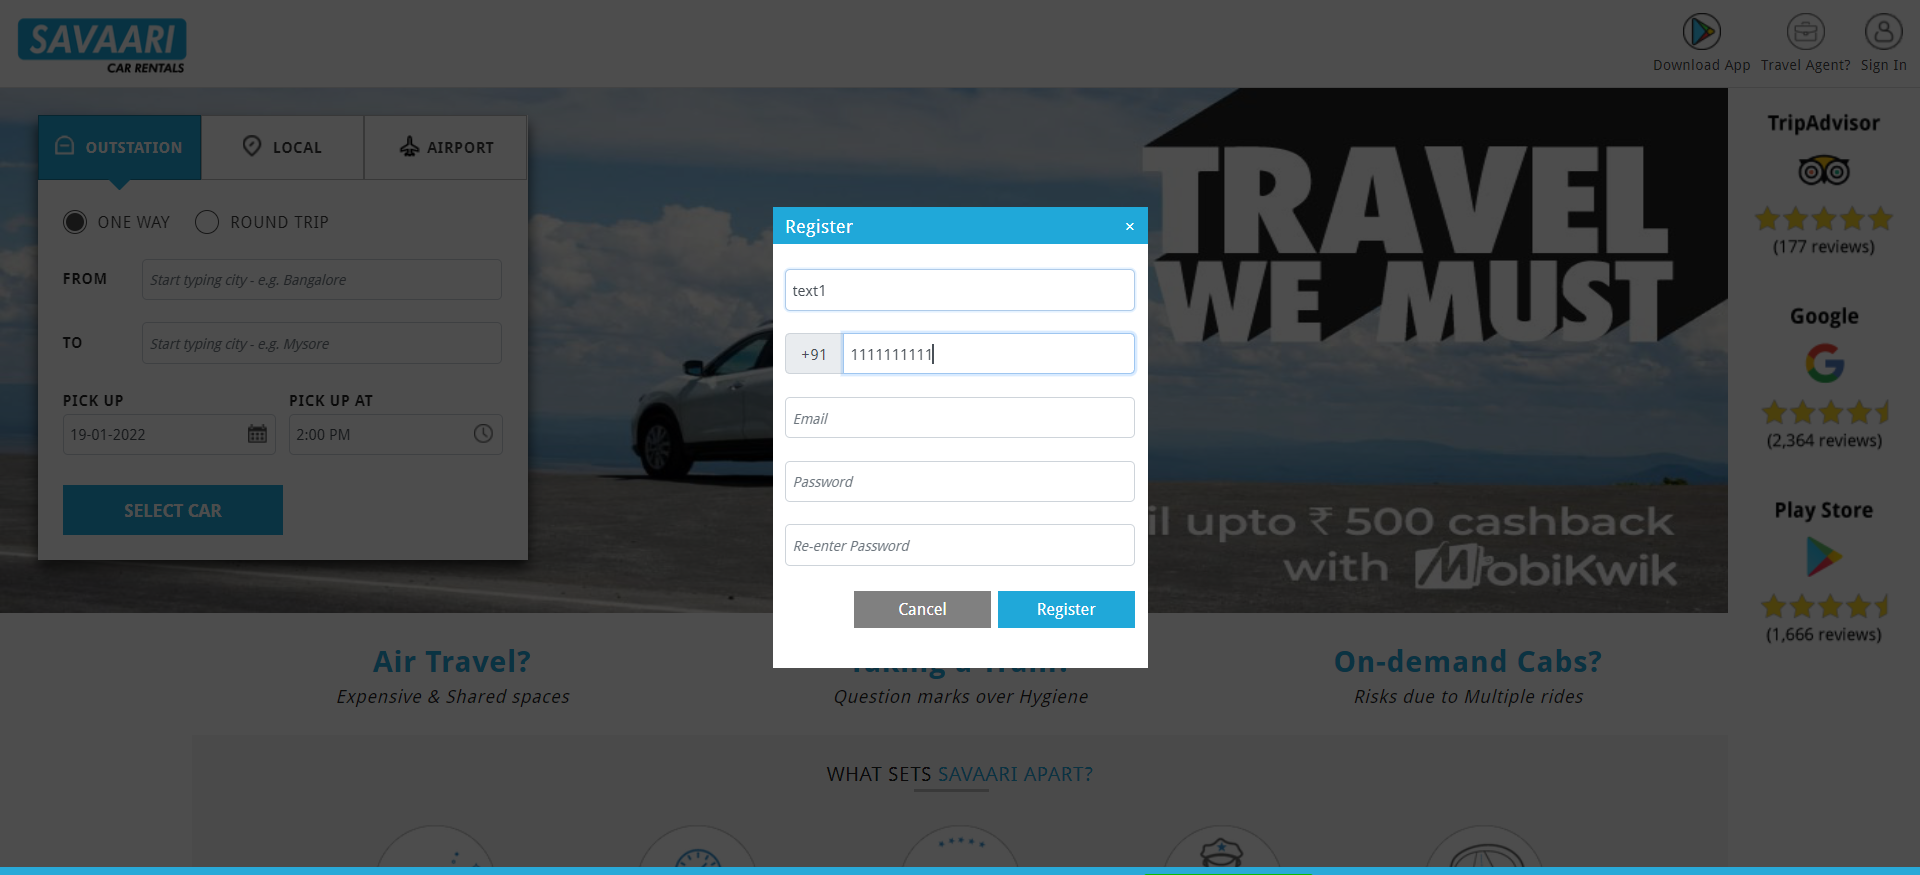 SAVAARI
CAR RENTALS
Download App
Travel Agent?
Sign In
OUTSTATION
LOCAL
AIRPORT
ONE WAY
ROUND TRIP
FROM
Start typing city - e.g. Bangalore
TO
Start typing city - e.g. Mysore
PICK UP
PICK UP AT
19-01-2022
2:00 PM
SELECT CAR
TRAVEL
WE MUST
il upto ₹ 500 cashback
with MobiKwik
Register
×
text1
+91
1111111111
Email
Password
Re-enter Password
Cancel
Register
TripAdvisor
(177 reviews)
Google
G
(2,364 reviews)
Play Store
(1,666 reviews)
Air Travel?
Expensive & Shared spaces
Question marks over Hygiene
On-demand Cabs?
Risks due to Multiple rides
WHAT SETS SAVAARI APART?